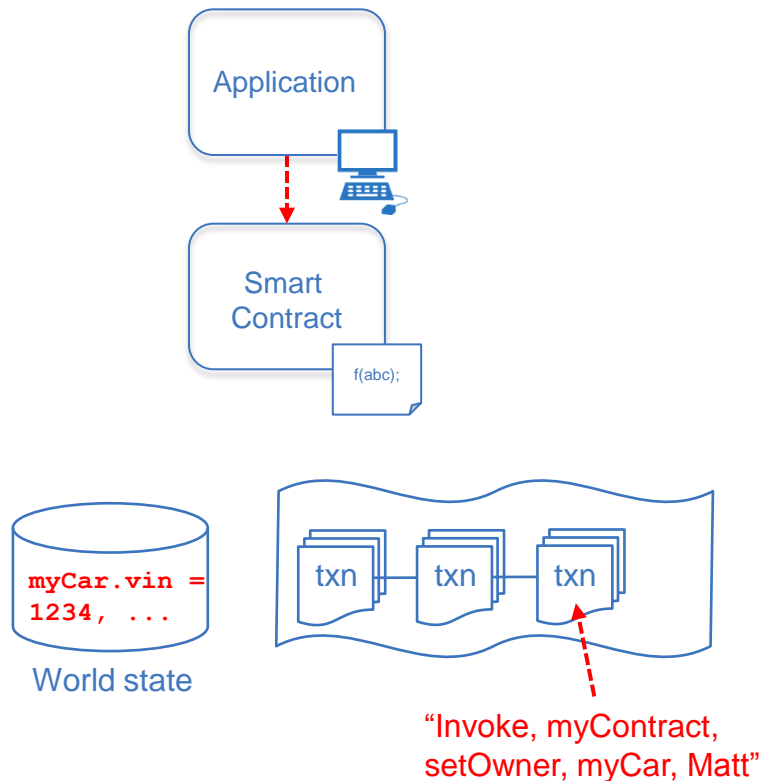 Application
Smart
Contract
f(abc);
myCar.vin =
1234, ...
World state
txn
txn
txn
“Invoke, myContract,
setOwner, myCar, Matt”